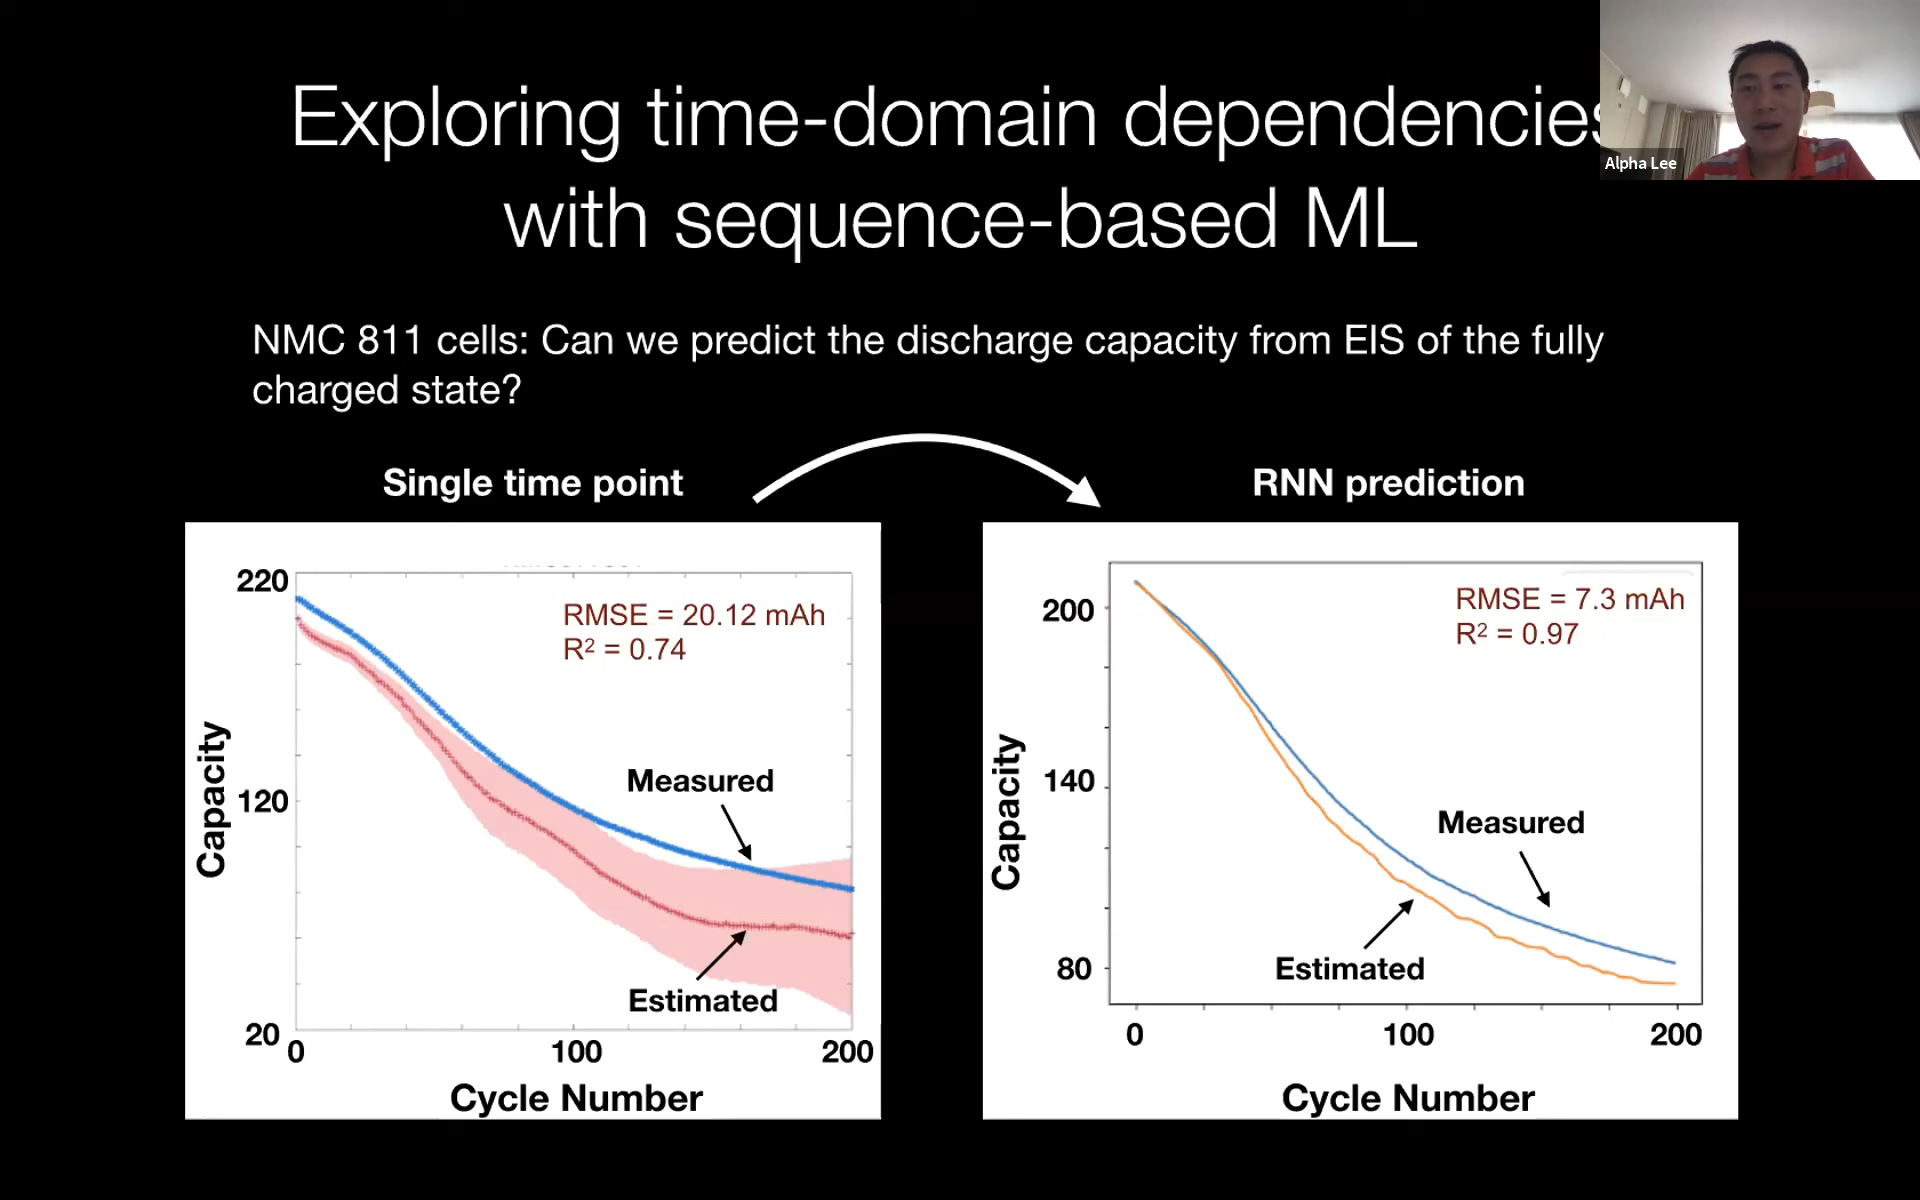 Exploring time-domain dependencies
with sequence-based ML
Alpha Lee
NMC 811 cells: Can we predict the discharge capacity from EIS of the fully
charged state?
Single time point
RNN prediction
220
120
20
0
100
200
Capacity
Cycle Number
RMSE = 20.12 mAh
R² = 0.74
Measured
Estimated
200
140
80
0
100
200
Capacity
Cycle Number
RMSE = 7.3 mAh
R² = 0.97
Measured
Estimated